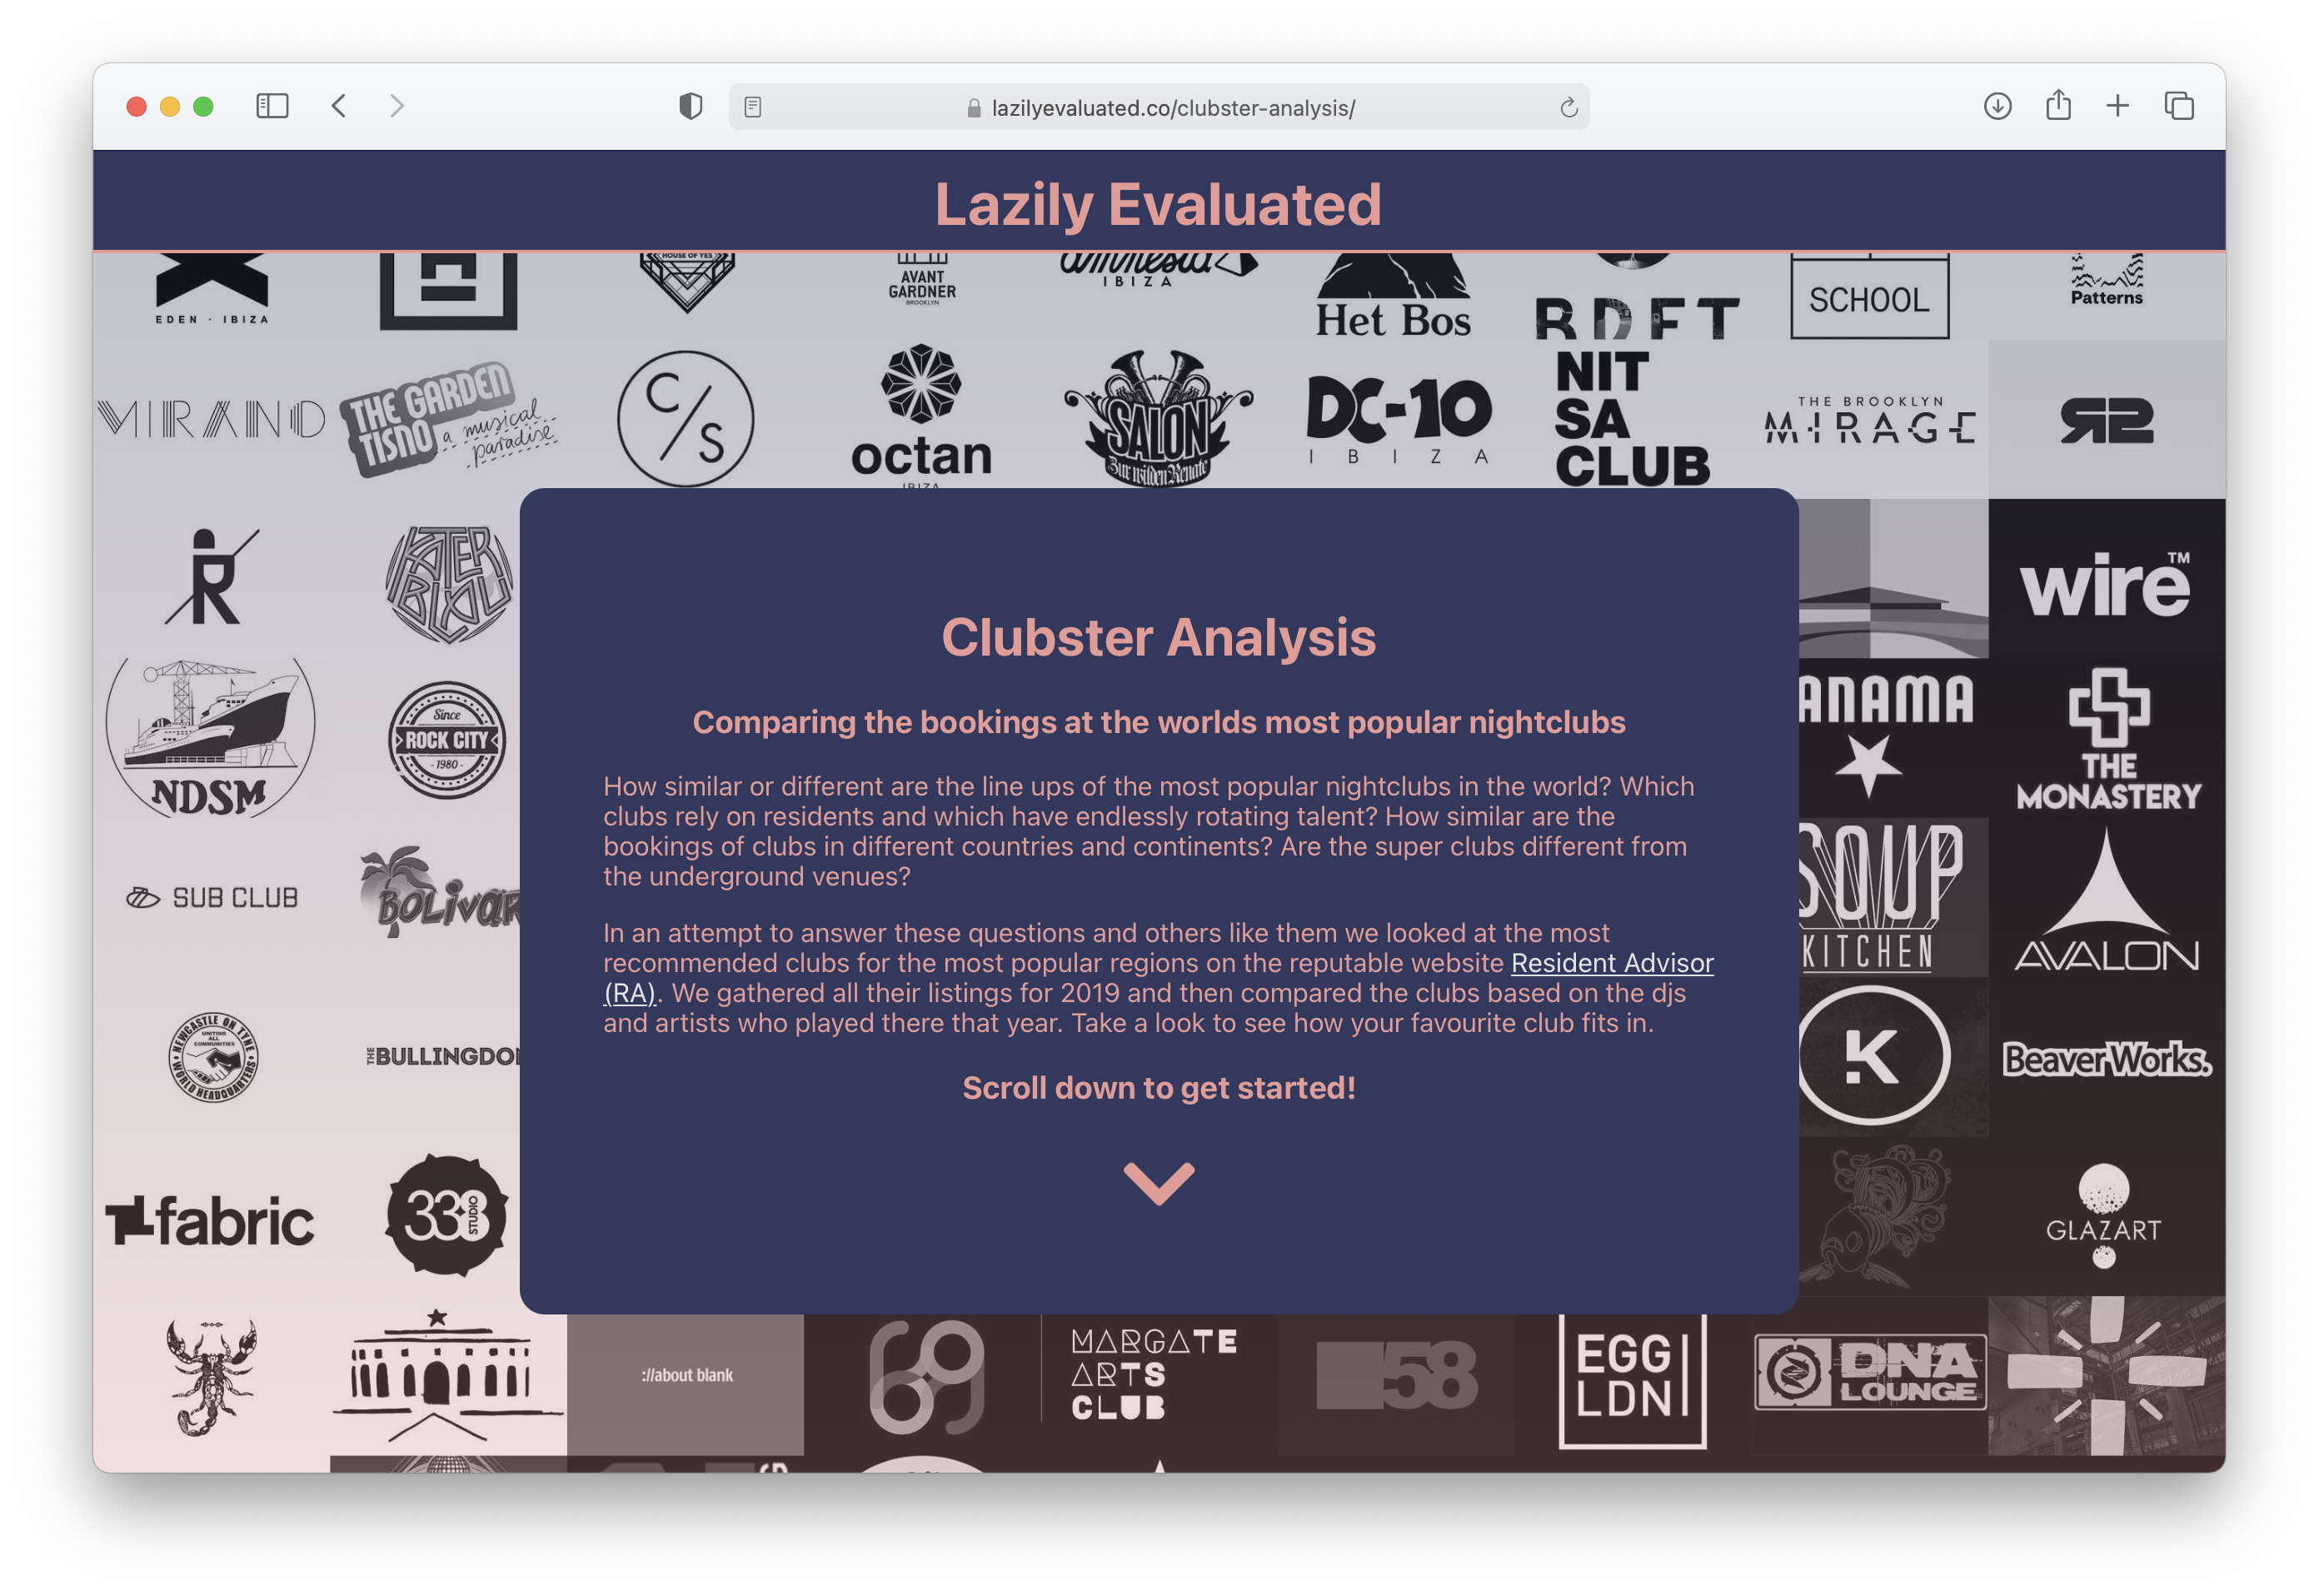 lazilyevaluated.co/clubster-analysis/
Lazily Evaluated
EDEN · IBIZA
HOUSE OF YES
AVANT
GARDNER
BROOKLYN
amnesia
IBIZA
Het Bos
SCHOOL
Patterns
THE GARDEN
TISNO
a musical
paradise
C/S
octan
IBIZA
SALON
Zur wilden Renate
DC-10
IBIZA
NIT
SA
CLUB
THE BROOKLYN
MIRAGE
R
KATER
BLAU
wire™
NDSM
Since
ROCK CITY
- 1980 -
ANAMA
THE
MONASTERY
SUB CLUB
BOLIVAR
SOUP
KITCHEN
AVALON
NEWCASTLE ON TYNE
UNITING
ALL
COMMUNITIES
WORLD HEADQUARTERS
THE BULLINGDON
K
BeaverWorks.
fabric
338
STUDIO
GLAZART
://about blank
MARGATE
ARTS
CLUB
58
EGG
LDN
DNA
LOUNGE
Clubster Analysis
Comparing the bookings at the worlds most popular nightclubs
How similar or different are the line ups of the most popular nightclubs in the world? Which
clubs rely on residents and which have endlessly rotating talent? How similar are the
bookings of clubs in different countries and continents? Are the super clubs different from
the underground venues?
In an attempt to answer these questions and others like them we looked at the most
recommended clubs for the most popular regions on the reputable website Resident Advisor
(RA). We gathered all their listings for 2019 and then compared the clubs based on the djs
and artists who played there that year. Take a look to see how your favourite club fits in.
Scroll down to get started!